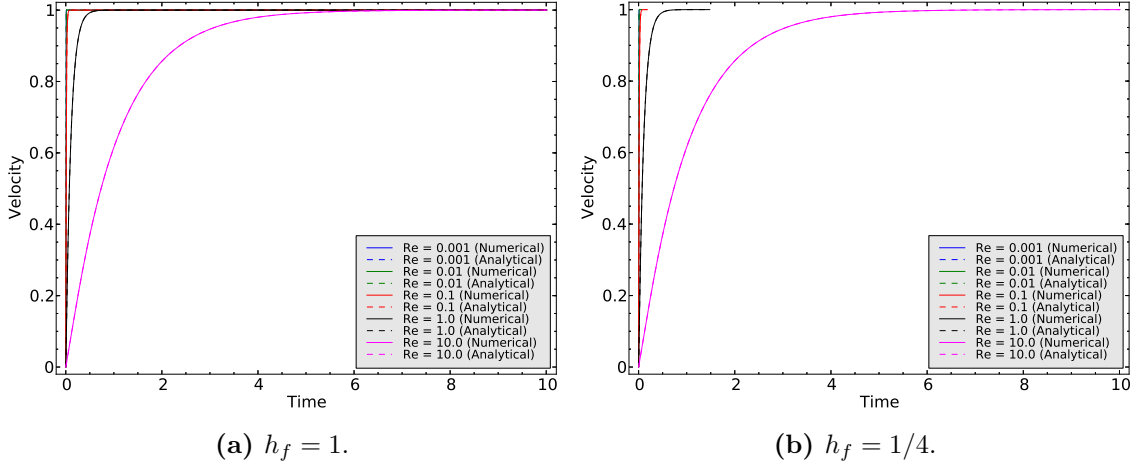 1
0.8
0.6
0.4
0.2
0
Velocity
0
2
4
6
8
10
Time
Re = 0.001 (Numerical)
Re = 0.001 (Analytical)
Re = 0.01 (Numerical)
Re = 0.01 (Analytical)
Re = 0.1 (Numerical)
Re = 0.1 (Analytical)
Re = 1.0 (Numerical)
Re = 1.0 (Analytical)
Re = 10.0 (Numerical)
Re = 10.0 (Analytical)
(a) h_f = 1.
1
0.8
0.6
0.4
0.2
0
Velocity
0
2
4
6
8
10
Time
Re = 0.001 (Numerical)
Re = 0.001 (Analytical)
Re = 0.01 (Numerical)
Re = 0.01 (Analytical)
Re = 0.1 (Numerical)
Re = 0.1 (Analytical)
Re = 1.0 (Numerical)
Re = 1.0 (Analytical)
Re = 10.0 (Numerical)
Re = 10.0 (Analytical)
(b) h_f = 1/4.